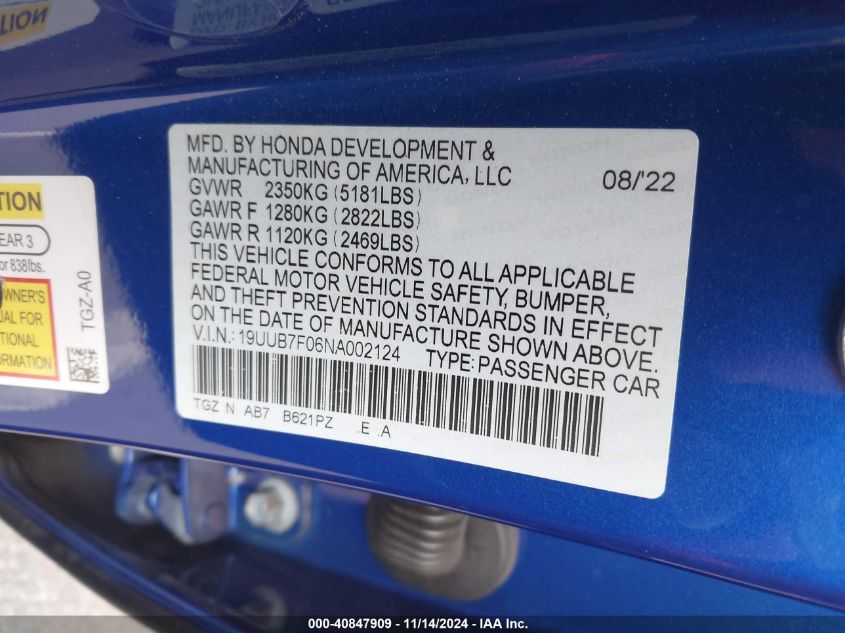 MFD. BY HONDA DEVELOPMENT &
MANUFACTURING OF AMERICA, LLC
08/'22
GVWR 2350KG (5181LBS)
GAWR F 1280KG (2822LBS)
GAWR R 1120KG (2469LBS)
THIS VEHICLE CONFORMS TO ALL APPLICABLE
FEDERAL MOTOR VEHICLE SAFETY, BUMPER,
AND THEFT PREVENTION STANDARDS IN EFFECT
ON THE DATE OF MANUFACTURE SHOWN ABOVE.
V.I.N.: 19UUB7F06NA002124 TYPE: PASSENGER CAR
TGZ N AB7 B621PZ .E .A
TION
EAR 3
or 838lbs.
OWNER'S
UAL FOR
TIONAL
ORMATION
TGZ-A0
000-40847909 - 11/14/2024 - IAA Inc.